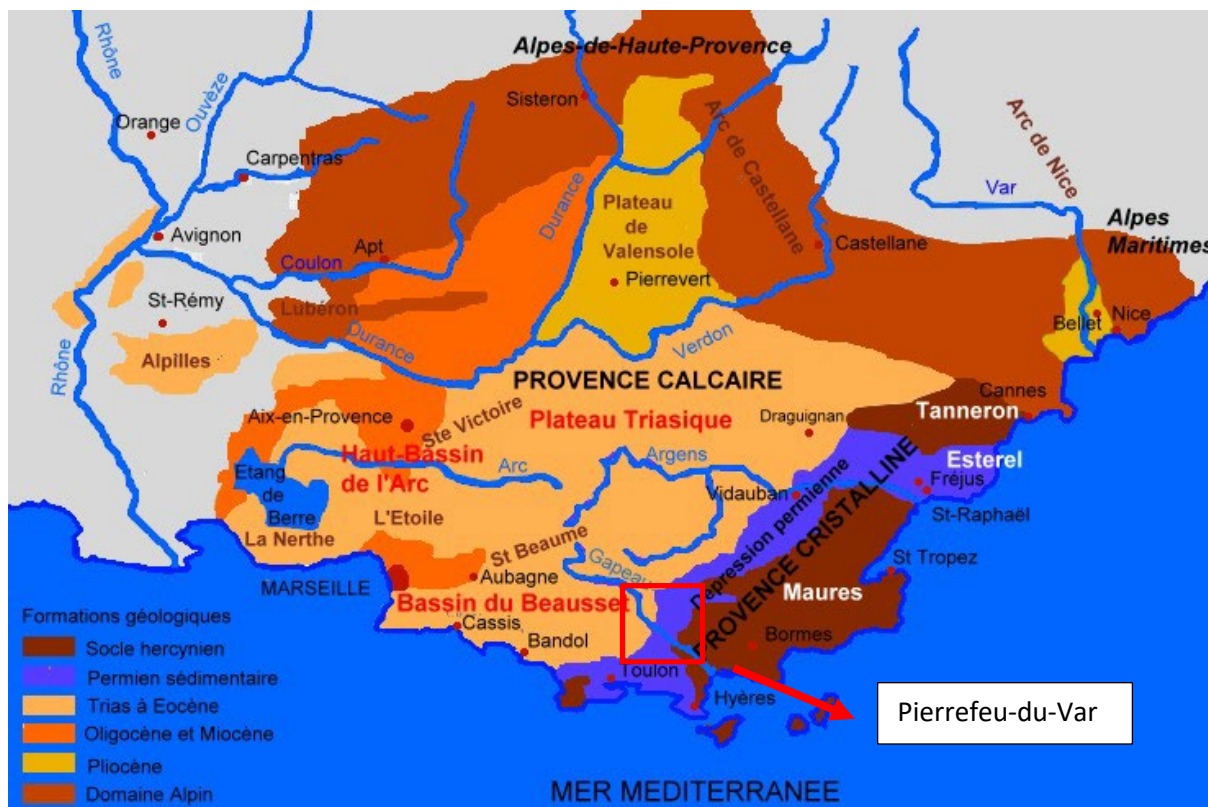 Rhône
Ouvèze
Alpes-de-Haute-Provence
Sisteron
Orange
Carpentras
Arc de Castellane
Arc de Nice
Var
Durance
Plateau
de
Valensole
Pierrevert
Castellane
Alpes
Maritimes
Avignon
Apt
Coulon
Lubéron
St-Rémy
Alpilles
Durance
Verdon
Bellet
Nice
Rhône
PROVENCE CALCAIRE
Cannes
Tanneron
Aix-en-Provence
Ste Victoire
Plateau Triasique
Draguignan
Haut-Bassin
de l'Arc
Arc
Argens
Esterel
Fréjus
St-Raphaël
Etang
de
Berre
L'Etoile
La Nerthe
Vidauban
Dépression permienne
PROVENCE CRISTALLINE
St Beaume
Gapeau
St Tropez
MARSEILLE
Aubagne
Maures
Bassin du Beausset
Cassis
Bandol
Bormes
Toulon
Hyères
Pierrefeu-du-Var
Formations géologiques
Socle hercynien
Permien sédimentaire
Trias à Eocène
Oligocène et Miocène
Pliocène
Domaine Alpin
MER MEDITERRANEE